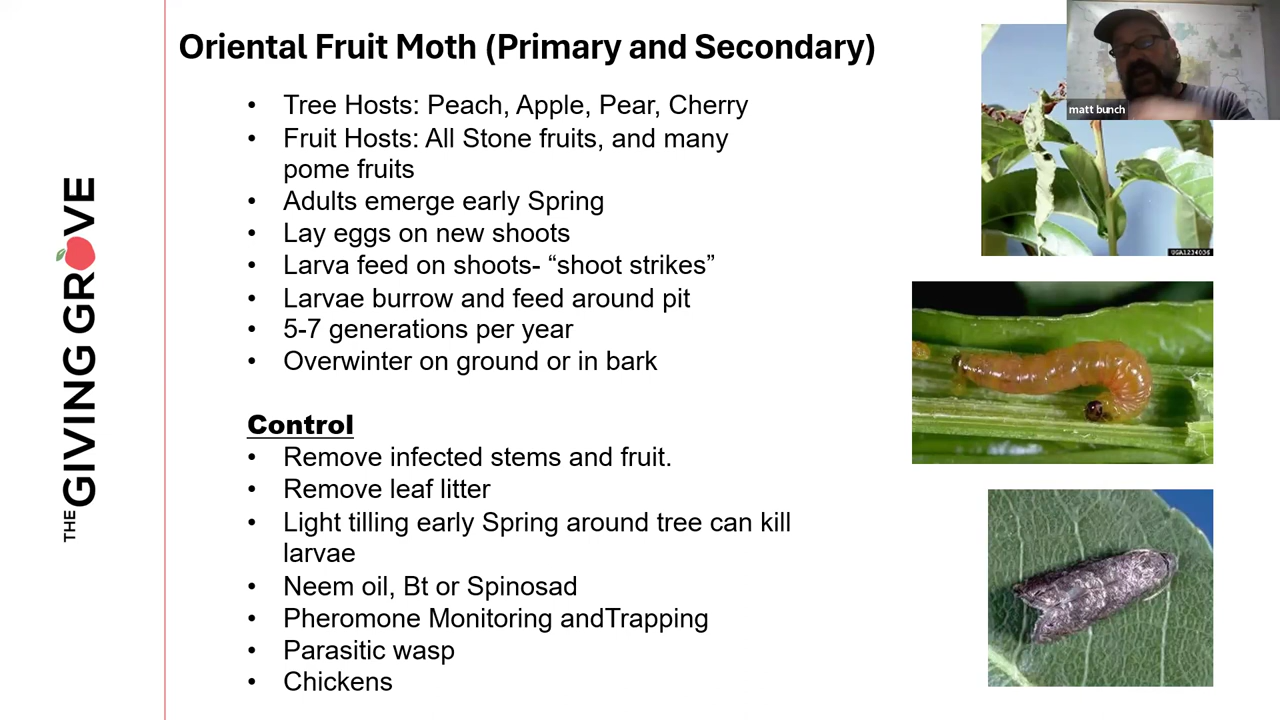 Oriental Fruit Moth (Primary and Secondary)
• Tree Hosts: Peach, Apple, Pear, Cherry
• Fruit Hosts: All Stone fruits, and many
pome fruits
• Adults emerge early Spring
• Lay eggs on new shoots
• Larva feed on shoots- “shoot strikes”
• Larvae burrow and feed around pit
• 5-7 generations per year
• Overwinter on ground or in bark
Control
• Remove infected stems and fruit.
• Remove leaf litter
• Light tilling early Spring around tree can kill
larvae
• Neem oil, Bt or Spinosad
• Pheromone Monitoring andTrapping
• Parasitic wasp
• Chickens
THE GIVING GROVE
matt bunch
UGA1234036